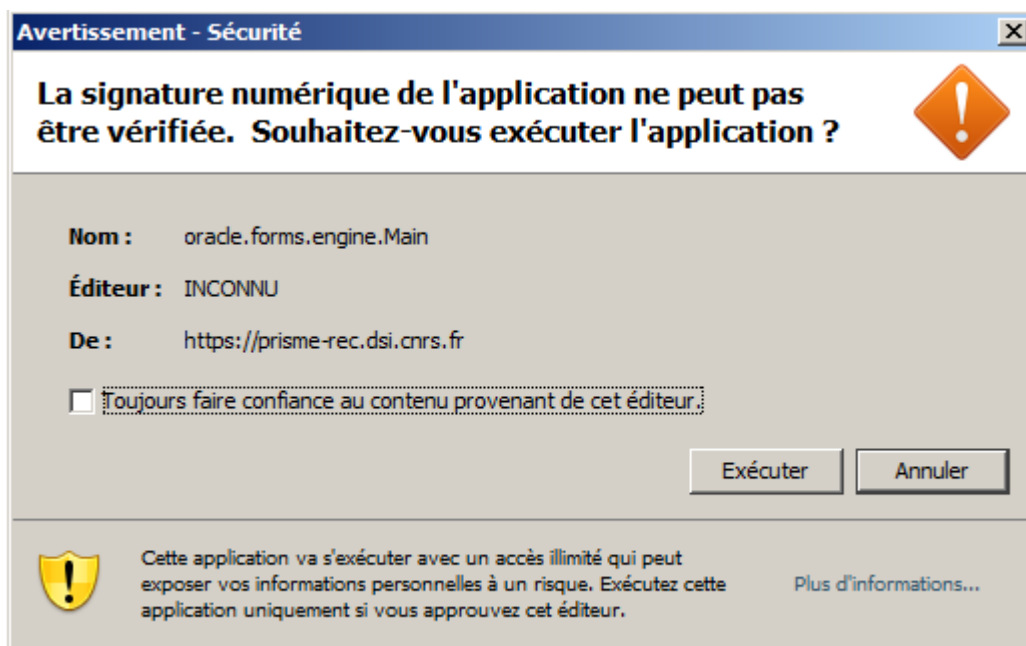 Avertissement - Sécurité
La signature numérique de l'application ne peut pas
être vérifiée. Souhaitez-vous exécuter l'application ?
Nom : oracle.forms.engine.Main
Éditeur : INCONNU
De : https://prisme-rec.dsi.cnrs.fr
Toujours faire confiance au contenu provenant de cet éditeur.
Exécuter Annuler
Cette application va s'exécuter avec un accès illimité qui peut
exposer vos informations personnelles à un risque. Exécutez cette
application uniquement si vous approuvez cet éditeur.
Plus d'informations...